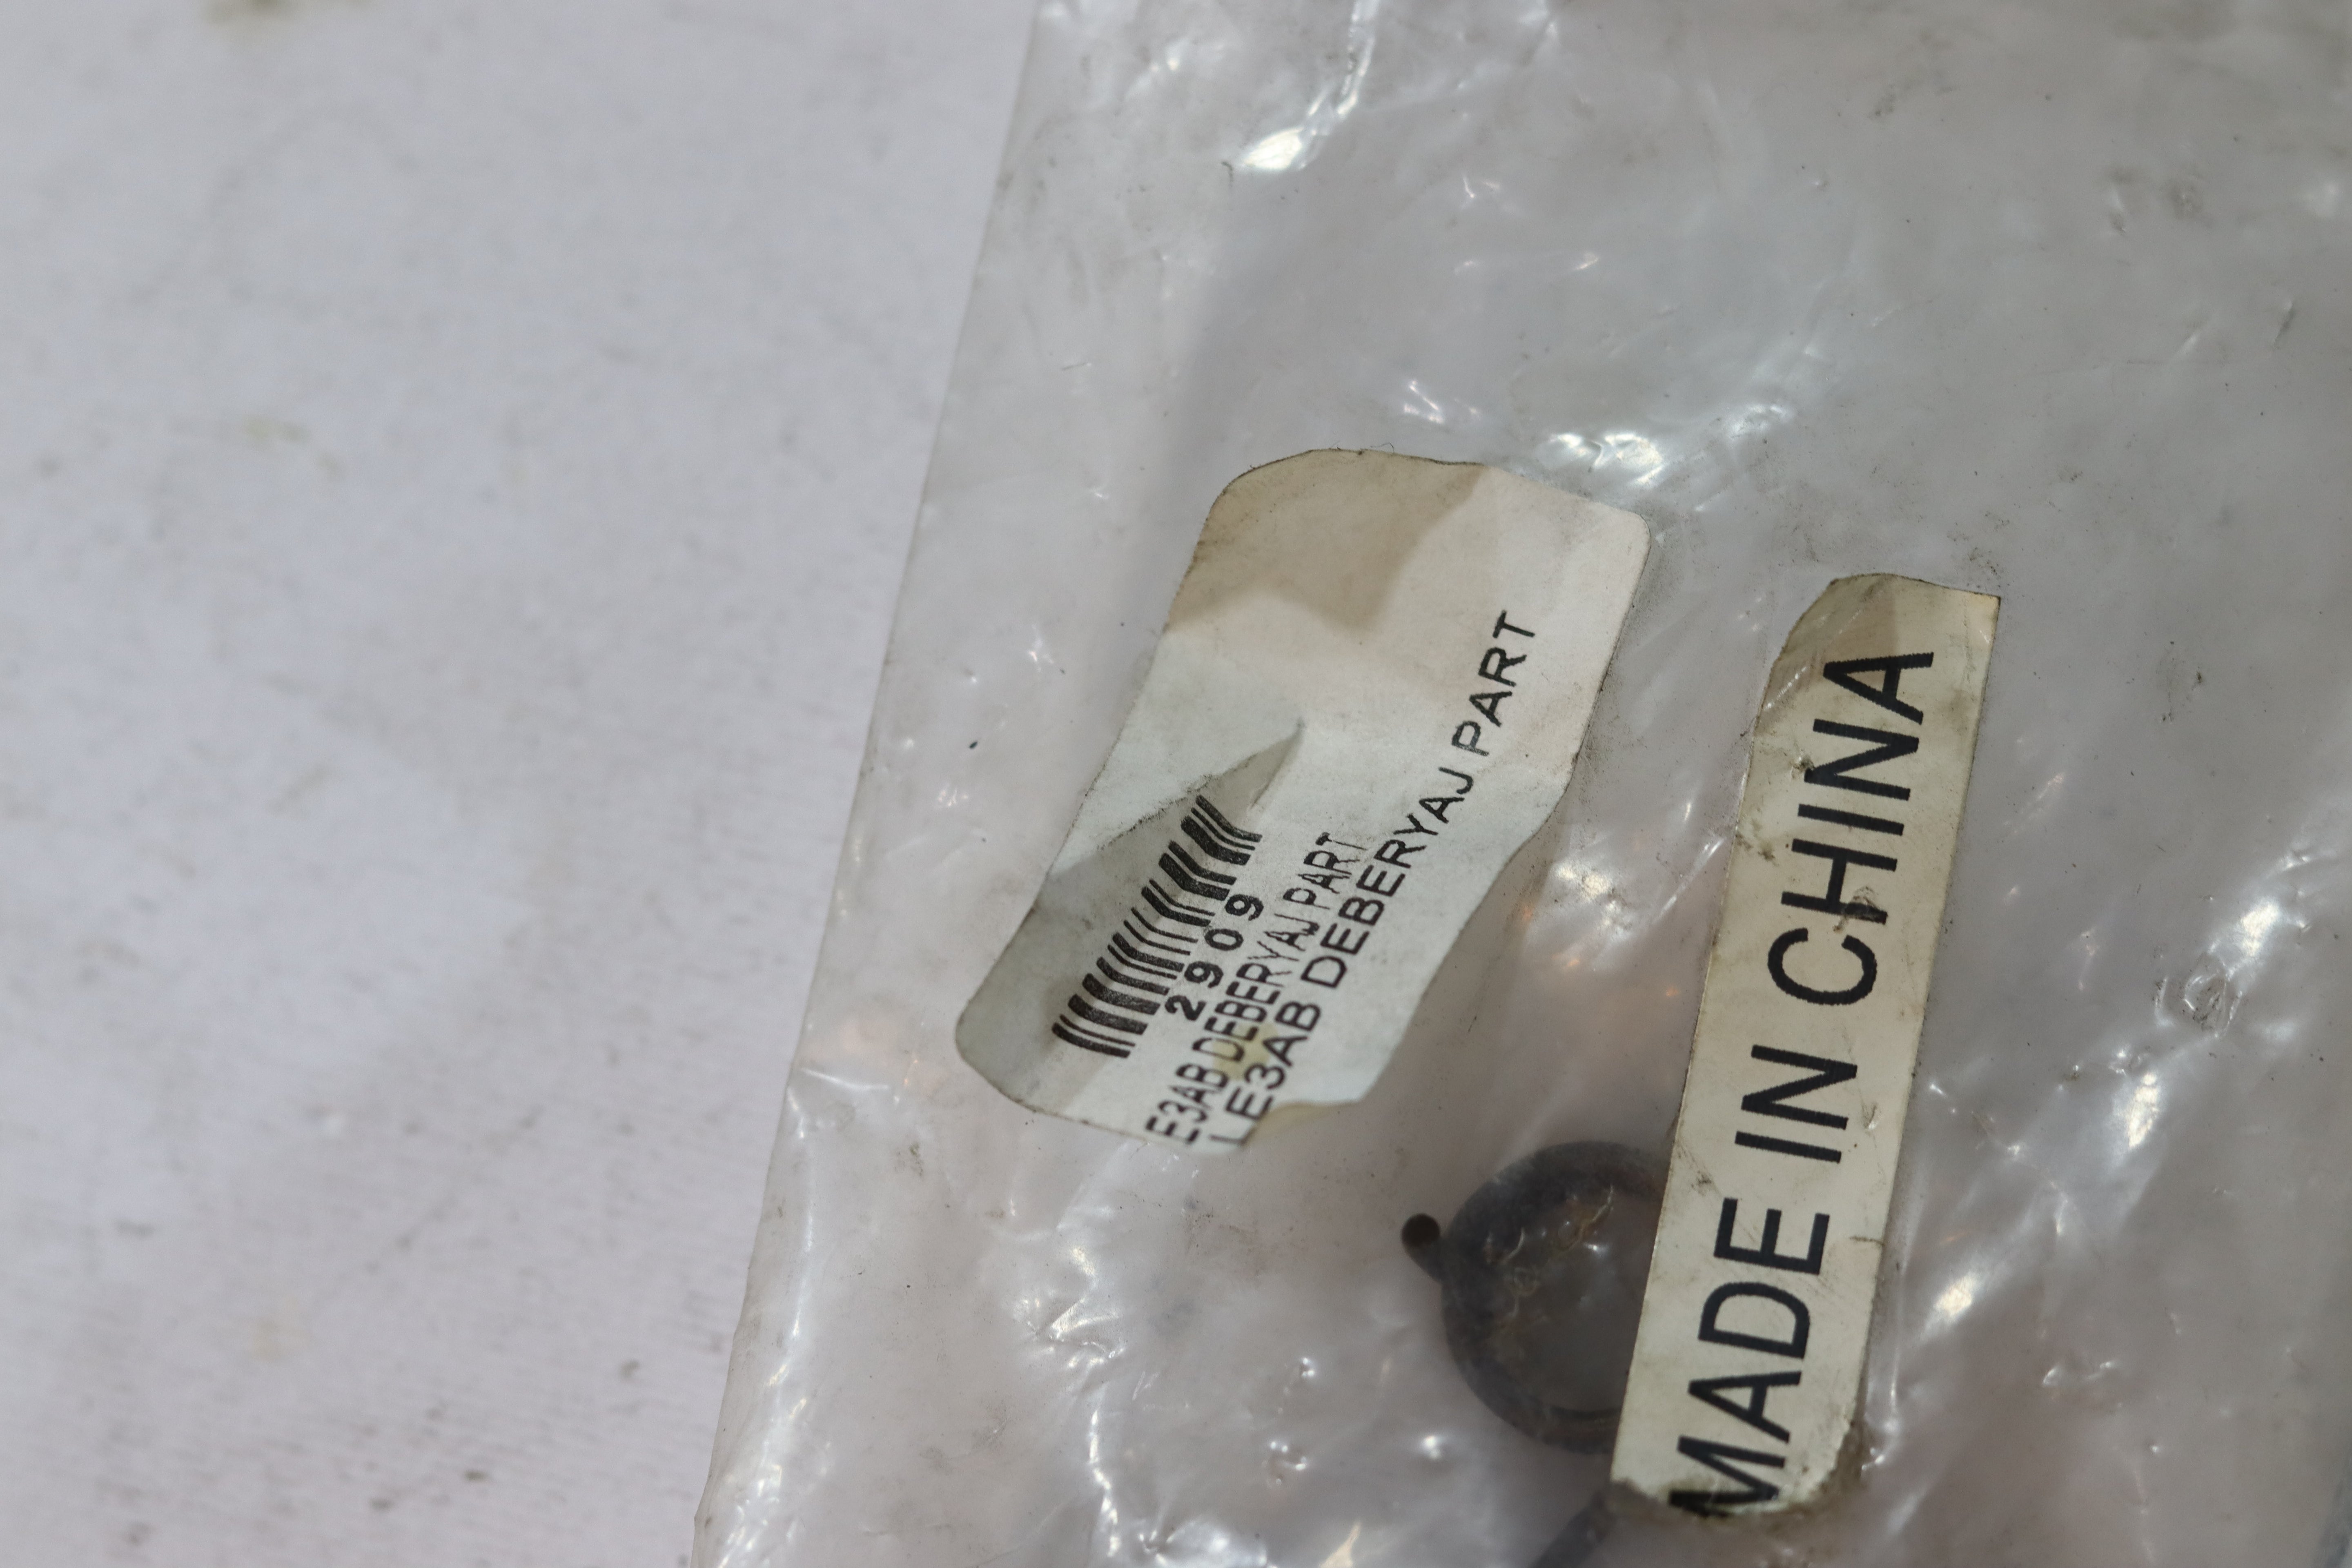 2909
E3AB DEBERYAJ PART
LE3AB DEBERYAJ PART
MADE IN CHINA